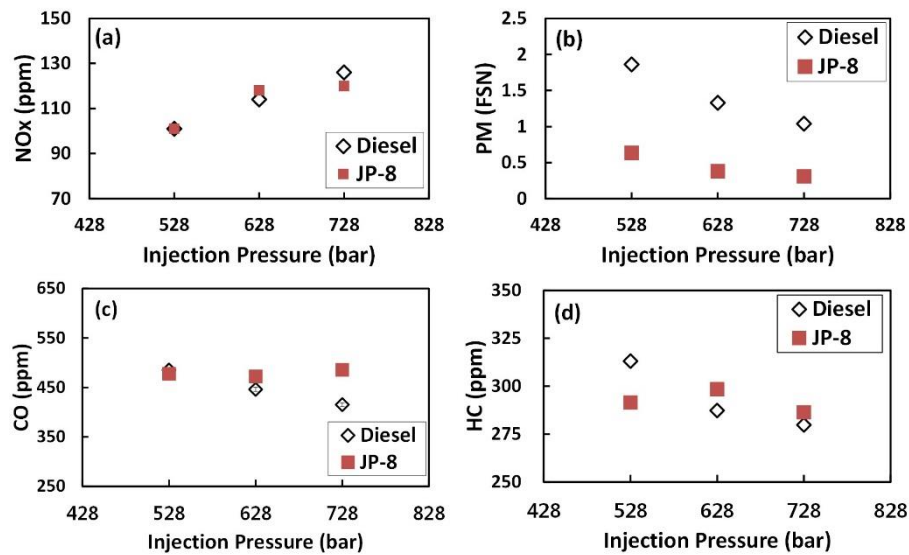 (a)
NOx (ppm)
150
130
110
90
70
Diesel
JP-8
428 528 628 728 828
Injection Pressure (bar)
(b)
PM (FSN)
2.5
2
1.5
1
0.5
0
Diesel
JP-8
428 528 628 728 828
Injection Pressure (bar)
(c)
CO (ppm)
650
550
450
350
250
Diesel
JP-8
428 528 628 728 828
Injection Pressure (bar)
(d)
HC (ppm)
350
325
300
275
250
Diesel
JP-8
428 528 628 728 828
Injection Pressure (bar)